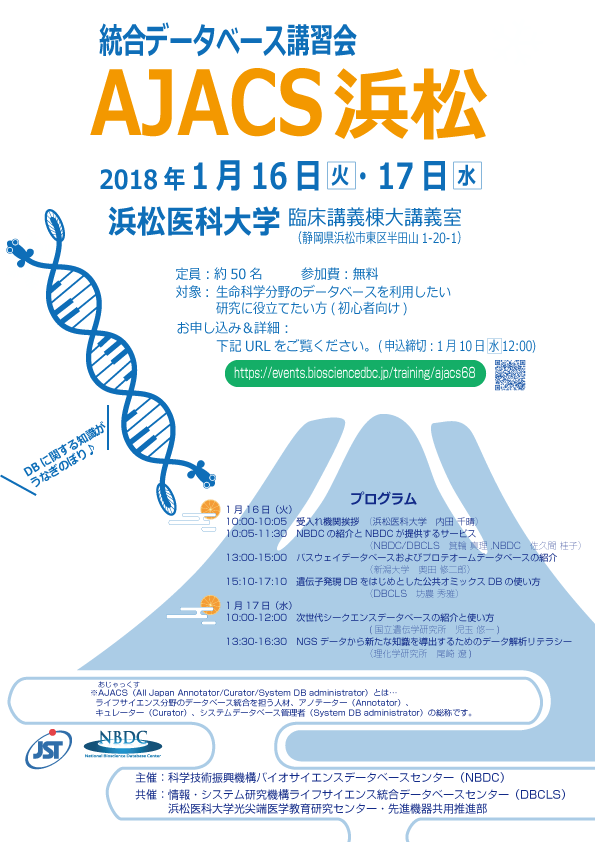 統合データベース講習会
AJACS浜松
2018年1月16日火・17日水
浜松医科大学 臨床講義棟大講義室
（静岡県浜松市東区半田山 1-20-1）
定員：約 50 名　参加費：無料
対象：生命科学分野のデータベースを利用したい
研究に役立てたい方 ( 初心者向け )
お申し込み＆詳細：
下記 URL をご覧ください。( 申込締切：1 月 10 日 水 12:00)
https://events.biosciencedbc.jp/training/ajacs68
DB に関する知識が
うなぎのぼり♪
プログラム
1 月 16 日（火）
10:00-10:05 受入れ機関挨拶 （浜松医科大学 内田 千晴）
10:05-11:30 NBDC の紹介と NBDC が提供するサービス
（NBDC/DBCLS 箕輪 真理 ,NBDC 佐久間 桂子）
13:00-15:00 パスウェイデータベースおよびプロテオームデータベースの紹介
（新潟大学 奥田 修二郎）
15:10-17:10 遺伝子発現 DB をはじめとした公共オミックス DB の使い方
（DBCLS 坊農 秀雅）
1 月 17 日（水）
10:00-12:00 次世代シークエンスデータベースの紹介と使い方
( 国立遺伝学研究所 児玉 悠一 )
13:30-16:30 NGS データから新たな知識を導出するためのデータ解析リテラシー
（理化学研究所 尾崎 遼 )
あじゃっくす
※AJACS（All Japan Annotator/Curator/System DB administrator）とは…
ライフサイエンス分野のデータベース統合を担う人材、アノテーター（Annotator）、
キュレーター（Curator）、システムデータベース管理者（System DB administrator）の総称です。
JST
NBDC
National Bioscience Database Center
主催：科学技術振興機構バイオサイエンスデータベースセンター（NBDC）
共催：情報・システム研究機構ライフサイエンス統合データベースセンター（DBCLS）
浜松医科大学光尖端医学教育研究センター・先進機器共用推進部